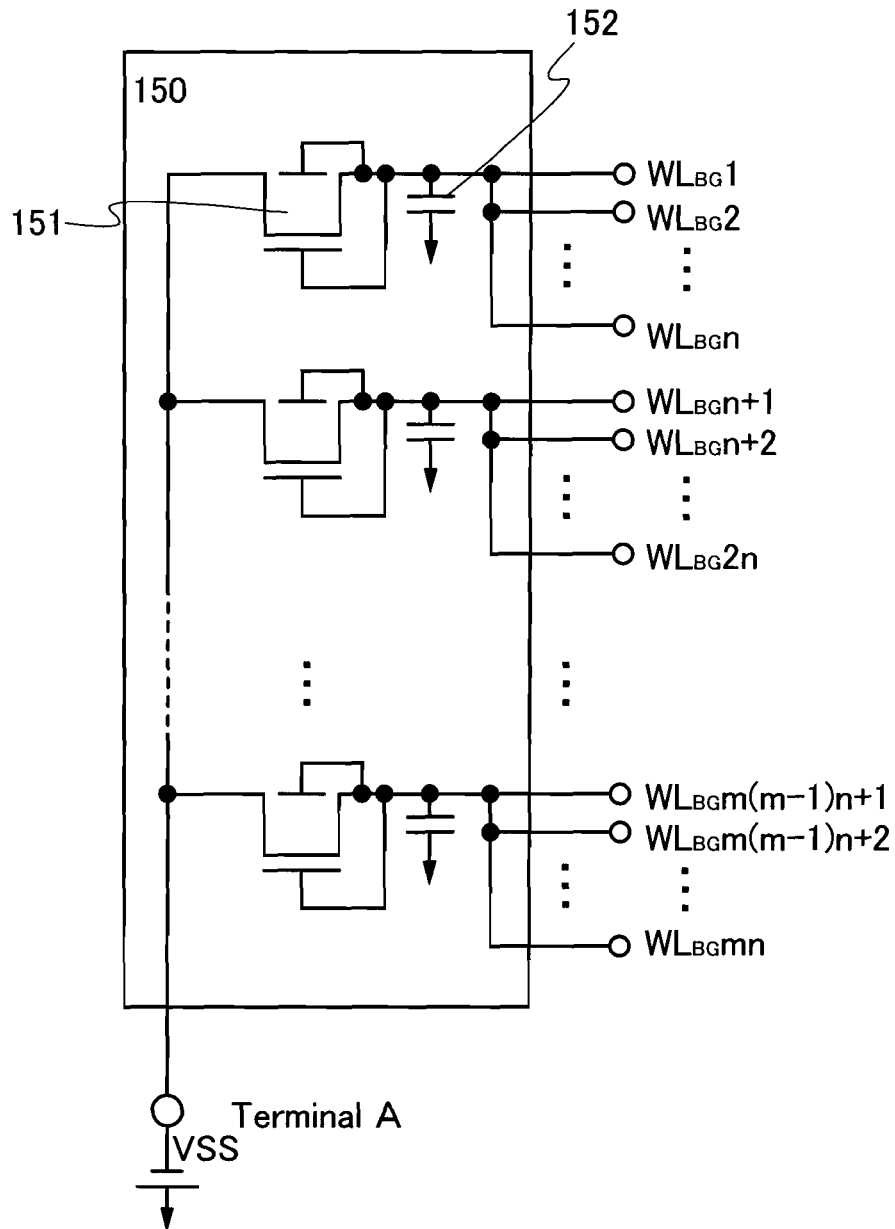 152
150
WLBG1
151
WLBG2
WLBGn
WLBGn+1
WLBGn+2
WLBG2n
WLBGm(m-1)n+1
WLBGm(m-1)n+2
WLBGmn
Terminal A
VSS